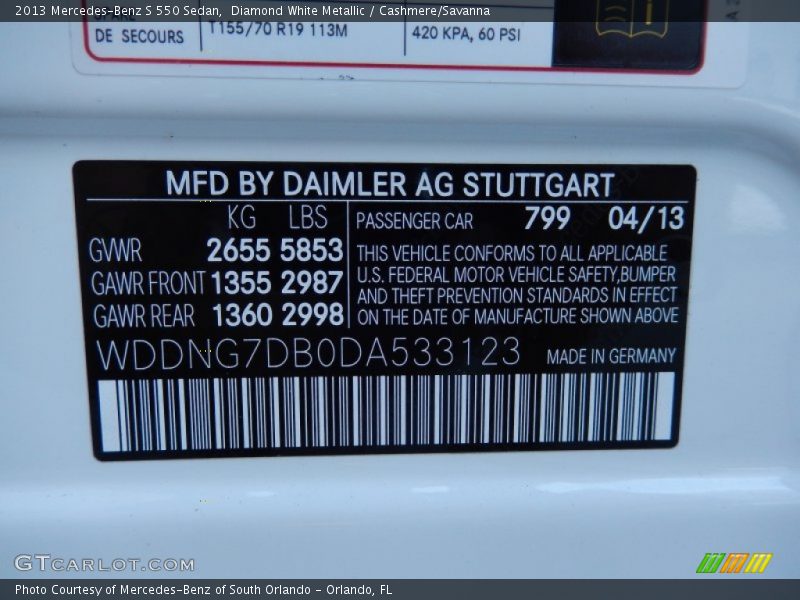 2013 Mercedes-Benz S 550 Sedan,  Diamond White Metallic / Cashmere/Savanna
DE SECOURS T155/70 R19 113M 420 KPA, 60 PSI
MFD BY DAIMLER AG STUTTGART
KG LBS PASSENGER CAR 799 04/13
GVWR 2655 5853 THIS VEHICLE CONFORMS TO ALL APPLICABLE
GAWR FRONT 1355 2987 U.S. FEDERAL MOTOR VEHICLE SAFETY,BUMPER
AND THEFT PREVENTION STANDARDS IN EFFECT
GAWR REAR 1360 2998 ON THE DATE OF MANUFACTURE SHOWN ABOVE
WDDNG7DB0DA533123 MADE IN GERMANY
GTCARLOT.COM
Photo Courtesy of Mercedes-Benz of South Orlando - Orlando, FL